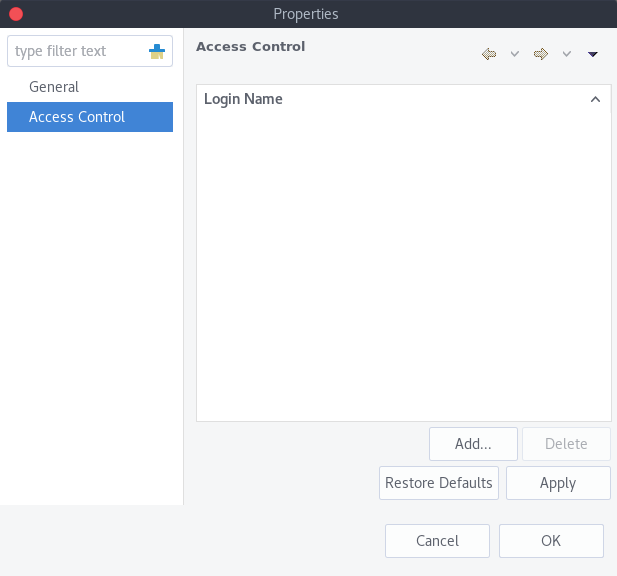 Properties
type filter text
General
Access Control
Access Control
Login Name
Add...
Delete
Restore Defaults
Apply
Cancel
OK